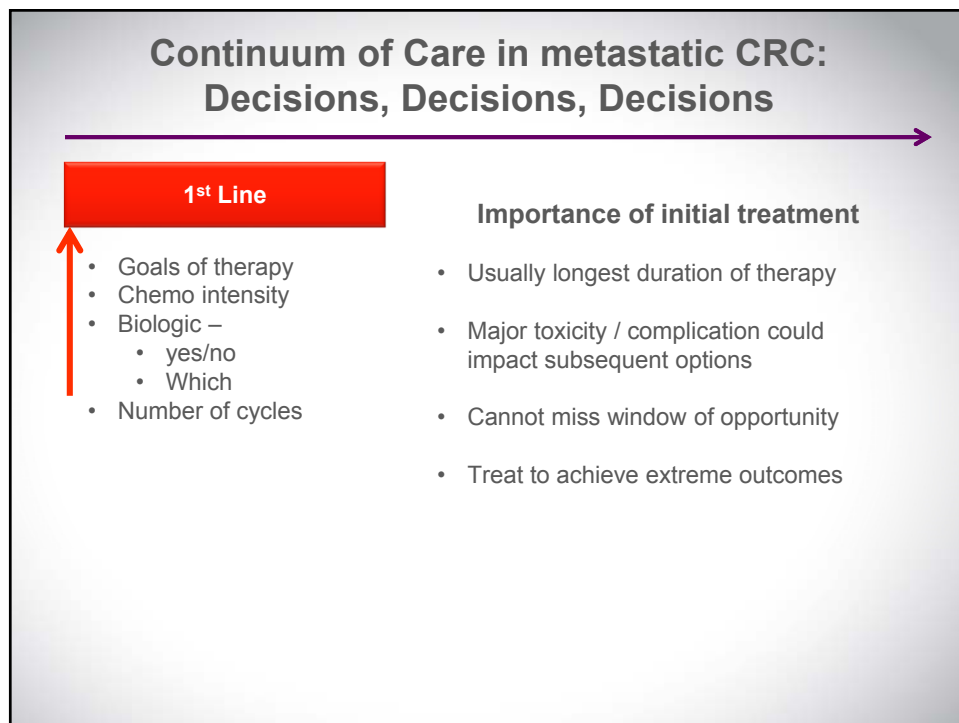 Continuum of Care in metastatic CRC:
Decisions, Decisions, Decisions
1st Line
• Goals of therapy
• Chemo intensity
• Biologic –
• yes/no
• Which
• Number of cycles
Importance of initial treatment
• Usually longest duration of therapy
• Major toxicity / complication could
impact subsequent options
• Cannot miss window of opportunity
• Treat to achieve extreme outcomes